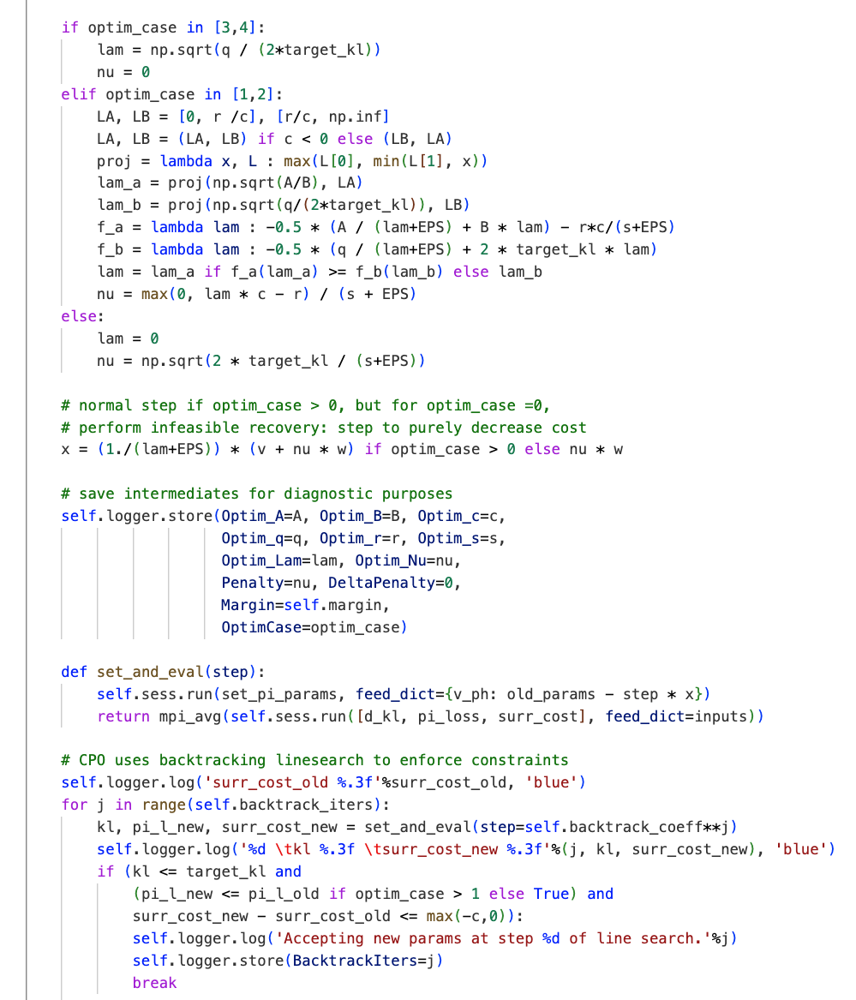 if optim_case in [3,4]:
    lam = np.sqrt(q / (2*target_kl))
    nu = 0
elif optim_case in [1,2]:
    LA, LB = [0, r /c], [r/c, np.inf]
    LA, LB = (LA, LB) if c < 0 else (LB, LA)
    proj = lambda x, L : max(L[0], min(L[1], x))
    lam_a = proj(np.sqrt(A/B), LA)
    lam_b = proj(np.sqrt(q/(2*target_kl)), LB)
    f_a = lambda lam : -0.5 * (A / (lam+EPS) + B * lam) - r*c/(s+EPS)
    f_b = lambda lam : -0.5 * (q / (lam+EPS) + 2 * target_kl * lam)
    lam = lam_a if f_a(lam_a) >= f_b(lam_b) else lam_b
    nu = max(0, lam * c - r) / (s + EPS)
else:
    lam = 0
    nu = np.sqrt(2 * target_kl / (s+EPS))

# normal step if optim_case > 0, but for optim_case =0,
# perform infeasible recovery: step to purely decrease cost
x = (1./(lam+EPS)) * (v + nu * w) if optim_case > 0 else nu * w

# save intermediates for diagnostic purposes
self.logger.store(Optim_A=A, Optim_B=B, Optim_c=c,
                  Optim_q=q, Optim_r=r, Optim_s=s,
                  Optim_Lam=lam, Optim_Nu=nu,
                  Penalty=nu, DeltaPenalty=0,
                  Margin=self.margin,
                  OptimCase=optim_case)

def set_and_eval(step):
    self.sess.run(set_pi_params, feed_dict={v_ph: old_params - step * x})
    return mpi_avg(self.sess.run([d_kl, pi_loss, surr_cost], feed_dict=inputs))

# CPO uses backtracking linesearch to enforce constraints
self.logger.log('surr_cost_old %.3f'%surr_cost_old, 'blue')
for j in range(self.backtrack_iters):
    kl, pi_l_new, surr_cost_new = set_and_eval(step=self.backtrack_coeff**j)
    self.logger.log('%d \tkl %.3f \tsurr_cost_new %.3f'%(j, kl, surr_cost_new), 'blue')
    if (kl <= target_kl and
        (pi_l_new <= pi_l_old if optim_case > 1 else True) and
        surr_cost_new - surr_cost_old <= max(-c,0)):
        self.logger.log('Accepting new params at step %d of line search.'%j)
        self.logger.store(BacktrackIters=j)
        break